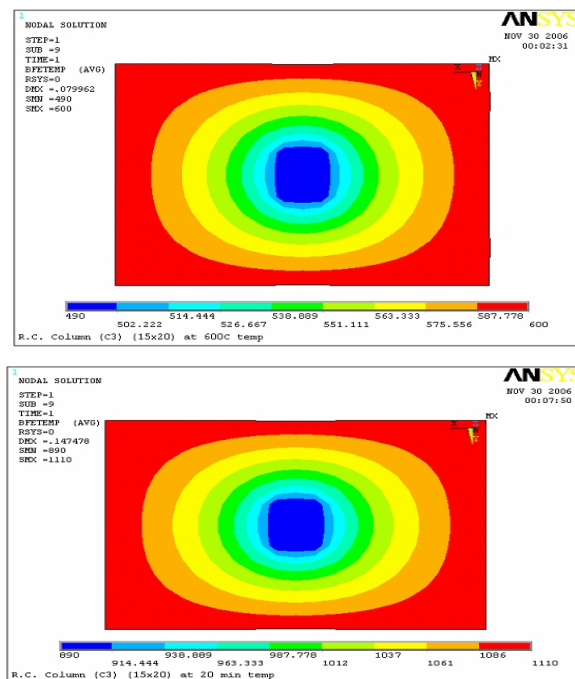 1
NODAL SOLUTION
STEP=1
SUB =9
TIME=1
BFETEMP (AVG)
RSYS=0
DMX =.079962
SMN =490
SMX =600
ANSYS
NOV 30 2006
00:02:31
MX
X
490 514.444 538.889 563.333 587.778
502.222 526.667 551.111 575.556 600
R.C. Column (C3) (15x20) at 600C temp
1
NODAL SOLUTION
STEP=1
SUB =9
TIME=1
BFETEMP (AVG)
RSYS=0
DMX =.147478
SMN =890
SMX =1110
ANSYS
NOV 30 2006
00:07:50
MX
X
890 938.889 987.778 1037 1086
914.444 963.333 1012 1061 1110
R.C. Column (C3) (15x20) at 20 min temp